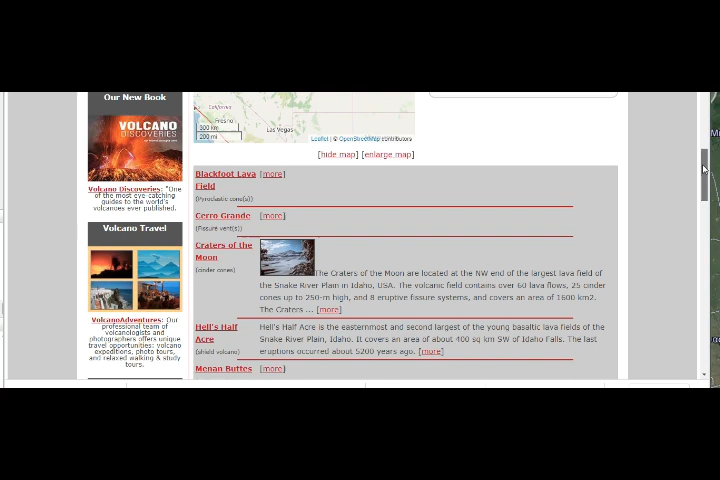 Our New Book
VOLCANO
DISCOVERIES
Volcano Discoveries: "One
of the most eye-catching
guides to the world's
volcanoes ever published.
Volcano Travel
VolcanoAdventures: Our
professional team of
volcanologists and
photographers offers unique
travel opportunities: volcano
expeditions, photo tours,
and relaxed walking & study
tours.
California
Fresno
Las Vegas
300 km
200 mi
Leaflet | © OpenStreetMap contributors
[hide map] [enlarge map]
Blackfoot Lava [more]
Field
(Pyroclastic cone(s))
Cerro Grande [more]
(Fissure vent(s))
Craters of the
Moon
(cinder cones)
The Craters of the Moon are located at the NW end of the largest lava field of
the Snake River Plain in Idaho, USA. The volcanic field contains over 60 lava flows, 25 cinder
cones up to 250-m high, and 8 eruptive fissure systems, and covers an area of 1600 km2.
The Craters ... [more]
Hell's Half
Acre
(shield volcano)
Hell's Half Acre is the easternmost and second largest of the young basaltic lava fields of the
Snake River Plain, Idaho. It covers an area of about 400 sq km SW of Idaho Falls. The last
eruptions occurred about 5200 years ago. [more]
Menan Buttes [more]